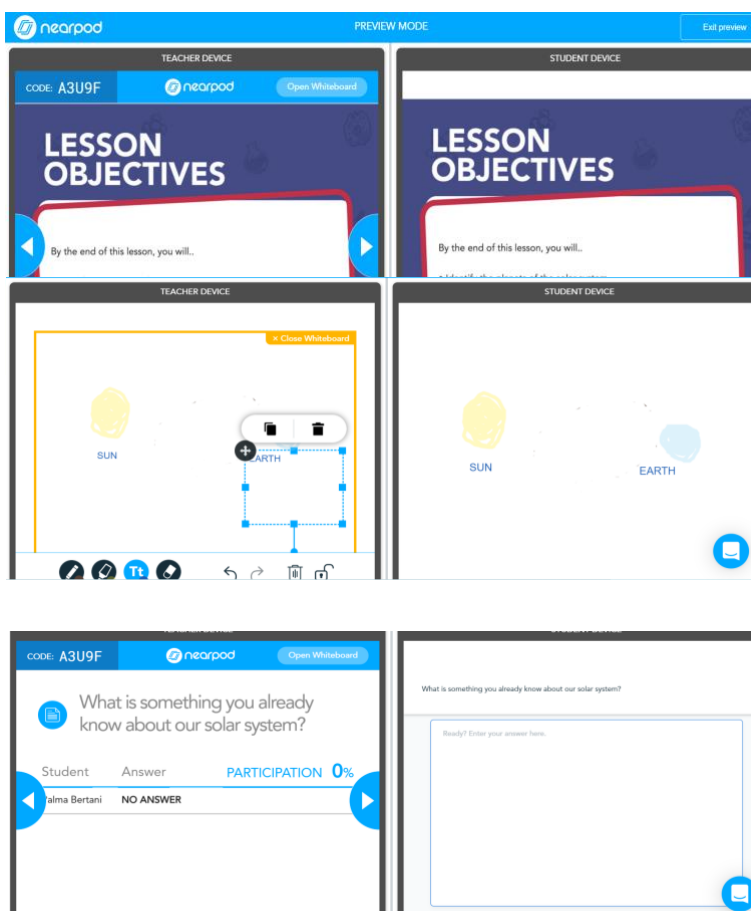 nearpod
PREVIEW MODE
Exit preview
TEACHER DEVICE
STUDENT DEVICE
CODE: A3U9F
nearpod
Open Whiteboard
LESSON
OBJECTIVES
By the end of this lesson, you will..
LESSON
OBJECTIVES
By the end of this lesson, you will..
TEACHER DEVICE
STUDENT DEVICE
× Close Whiteboard
SUN
EARTH
Tt
SUN
EARTH
CODE: A3U9F
nearpod
Open Whiteboard
What is something you already
know about our solar system?
Student Answer PARTICIPATION 0%
Bertani NO ANSWER
What is something you already know about our solar system?
Ready? Enter your answer here.